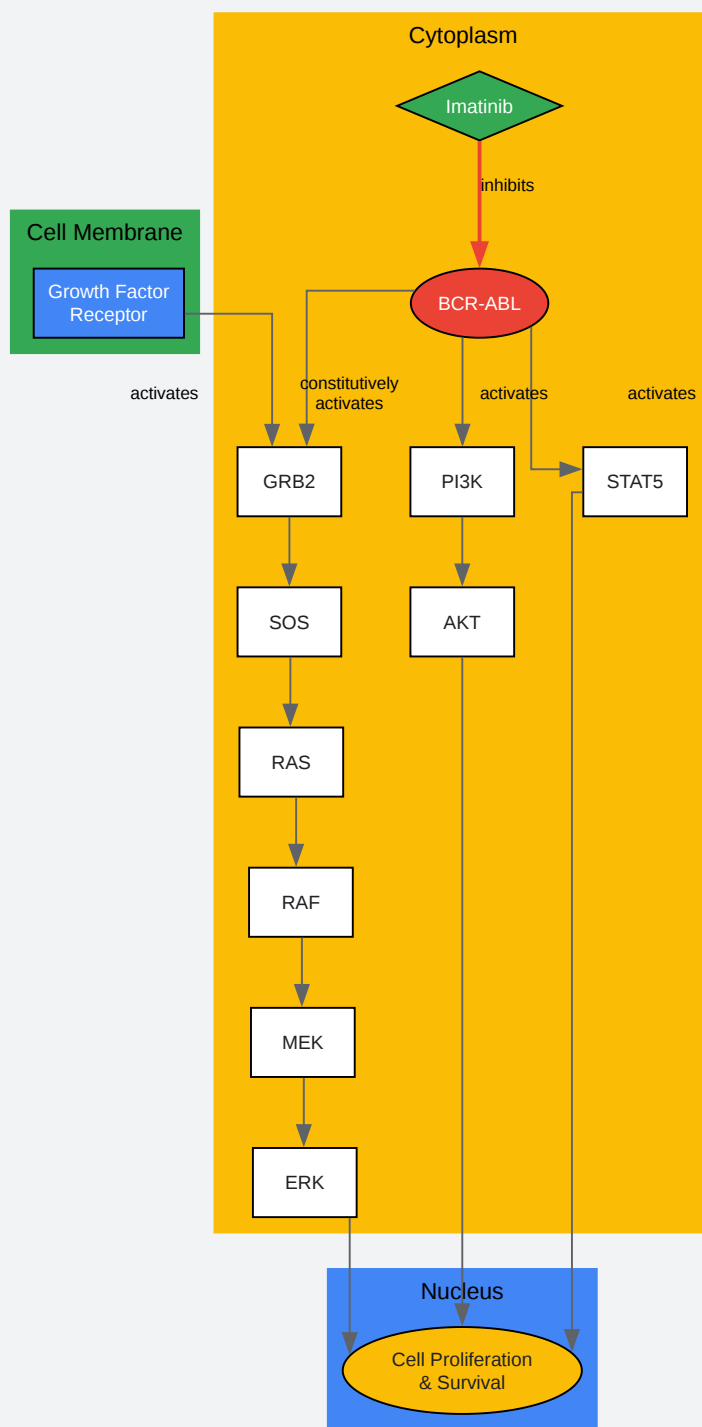 Cytoplasm
Imatinib
inhibits
Cell Membrane
Growth Factor
Receptor
BCR-ABL
activates
constitutively
activates
activates
activates
GRB2
PI3K
STAT5
SOS
AKT
RAS
RAF
MEK
ERK
Nucleus
Cell Proliferation
& Survival